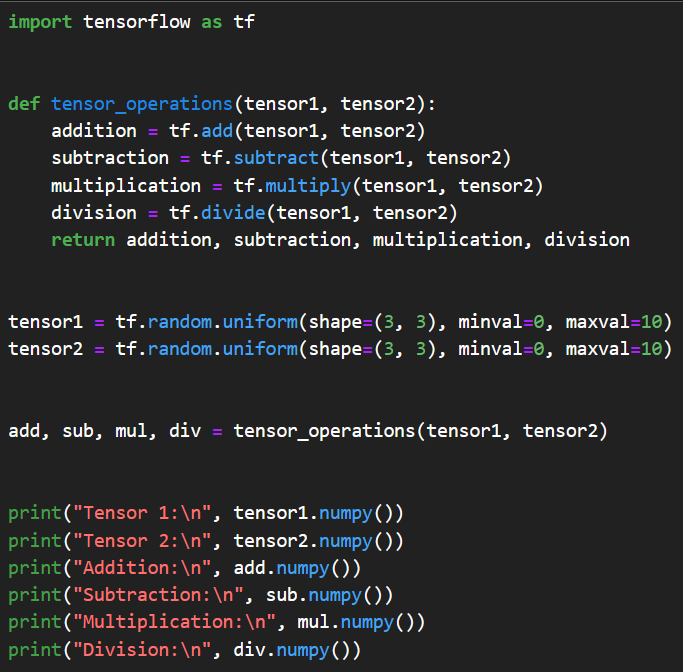 import tensorflow as tf
def tensor_operations(tensor1, tensor2):
    addition = tf.add(tensor1, tensor2)
    subtraction = tf.subtract(tensor1, tensor2)
    multiplication = tf.multiply(tensor1, tensor2)
    division = tf.divide(tensor1, tensor2)
    return addition, subtraction, multiplication, division
tensor1 = tf.random.uniform(shape=(3, 3), minval=0, maxval=10)
tensor2 = tf.random.uniform(shape=(3, 3), minval=0, maxval=10)
add, sub, mul, div = tensor_operations(tensor1, tensor2)
print("Tensor 1:\n", tensor1.numpy())
print("Tensor 2:\n", tensor2.numpy())
print("Addition:\n", add.numpy())
print("Subtraction:\n", sub.numpy())
print("Multiplication:\n", mul.numpy())
print("Division:\n", div.numpy())